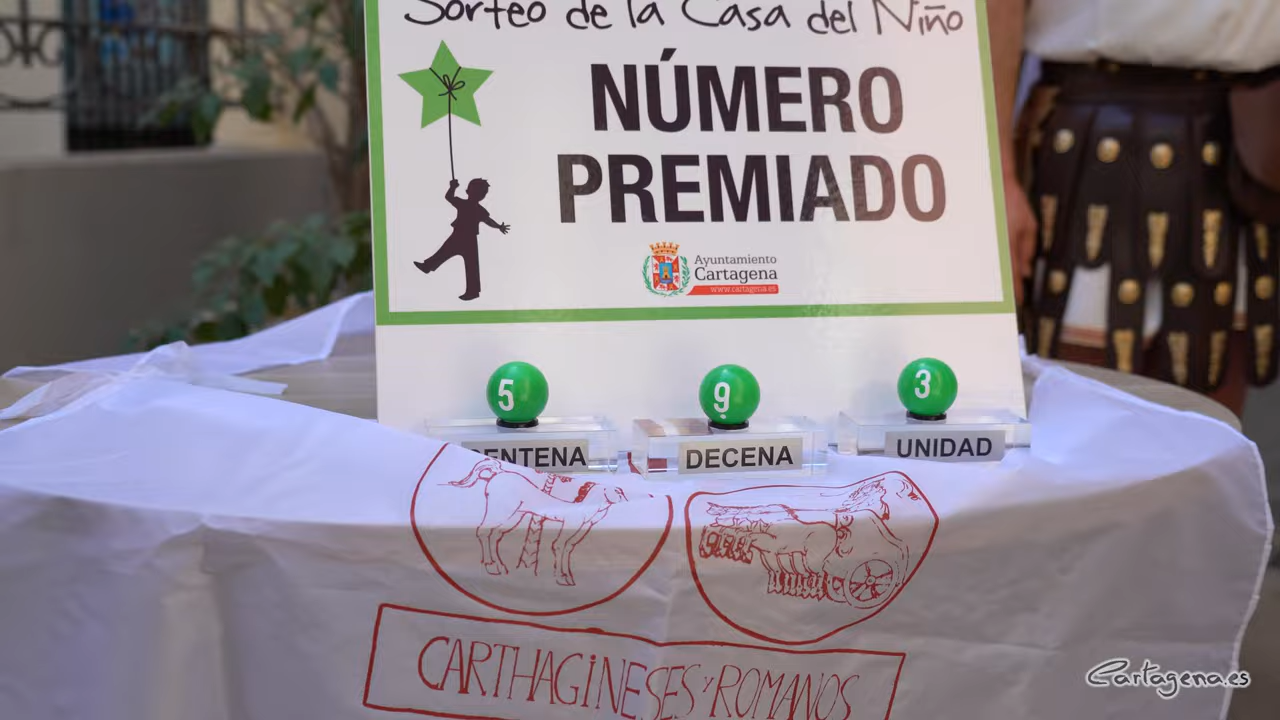 Sorteo de la Casa del Niño
NÚMERO
PREMIADO
Ayuntamiento
Cartagena
www.cartagena.es
5 9 3
CENTENA DECENA UNIDAD
CARTHAGINESES Y ROMANOS
Cartagena.es